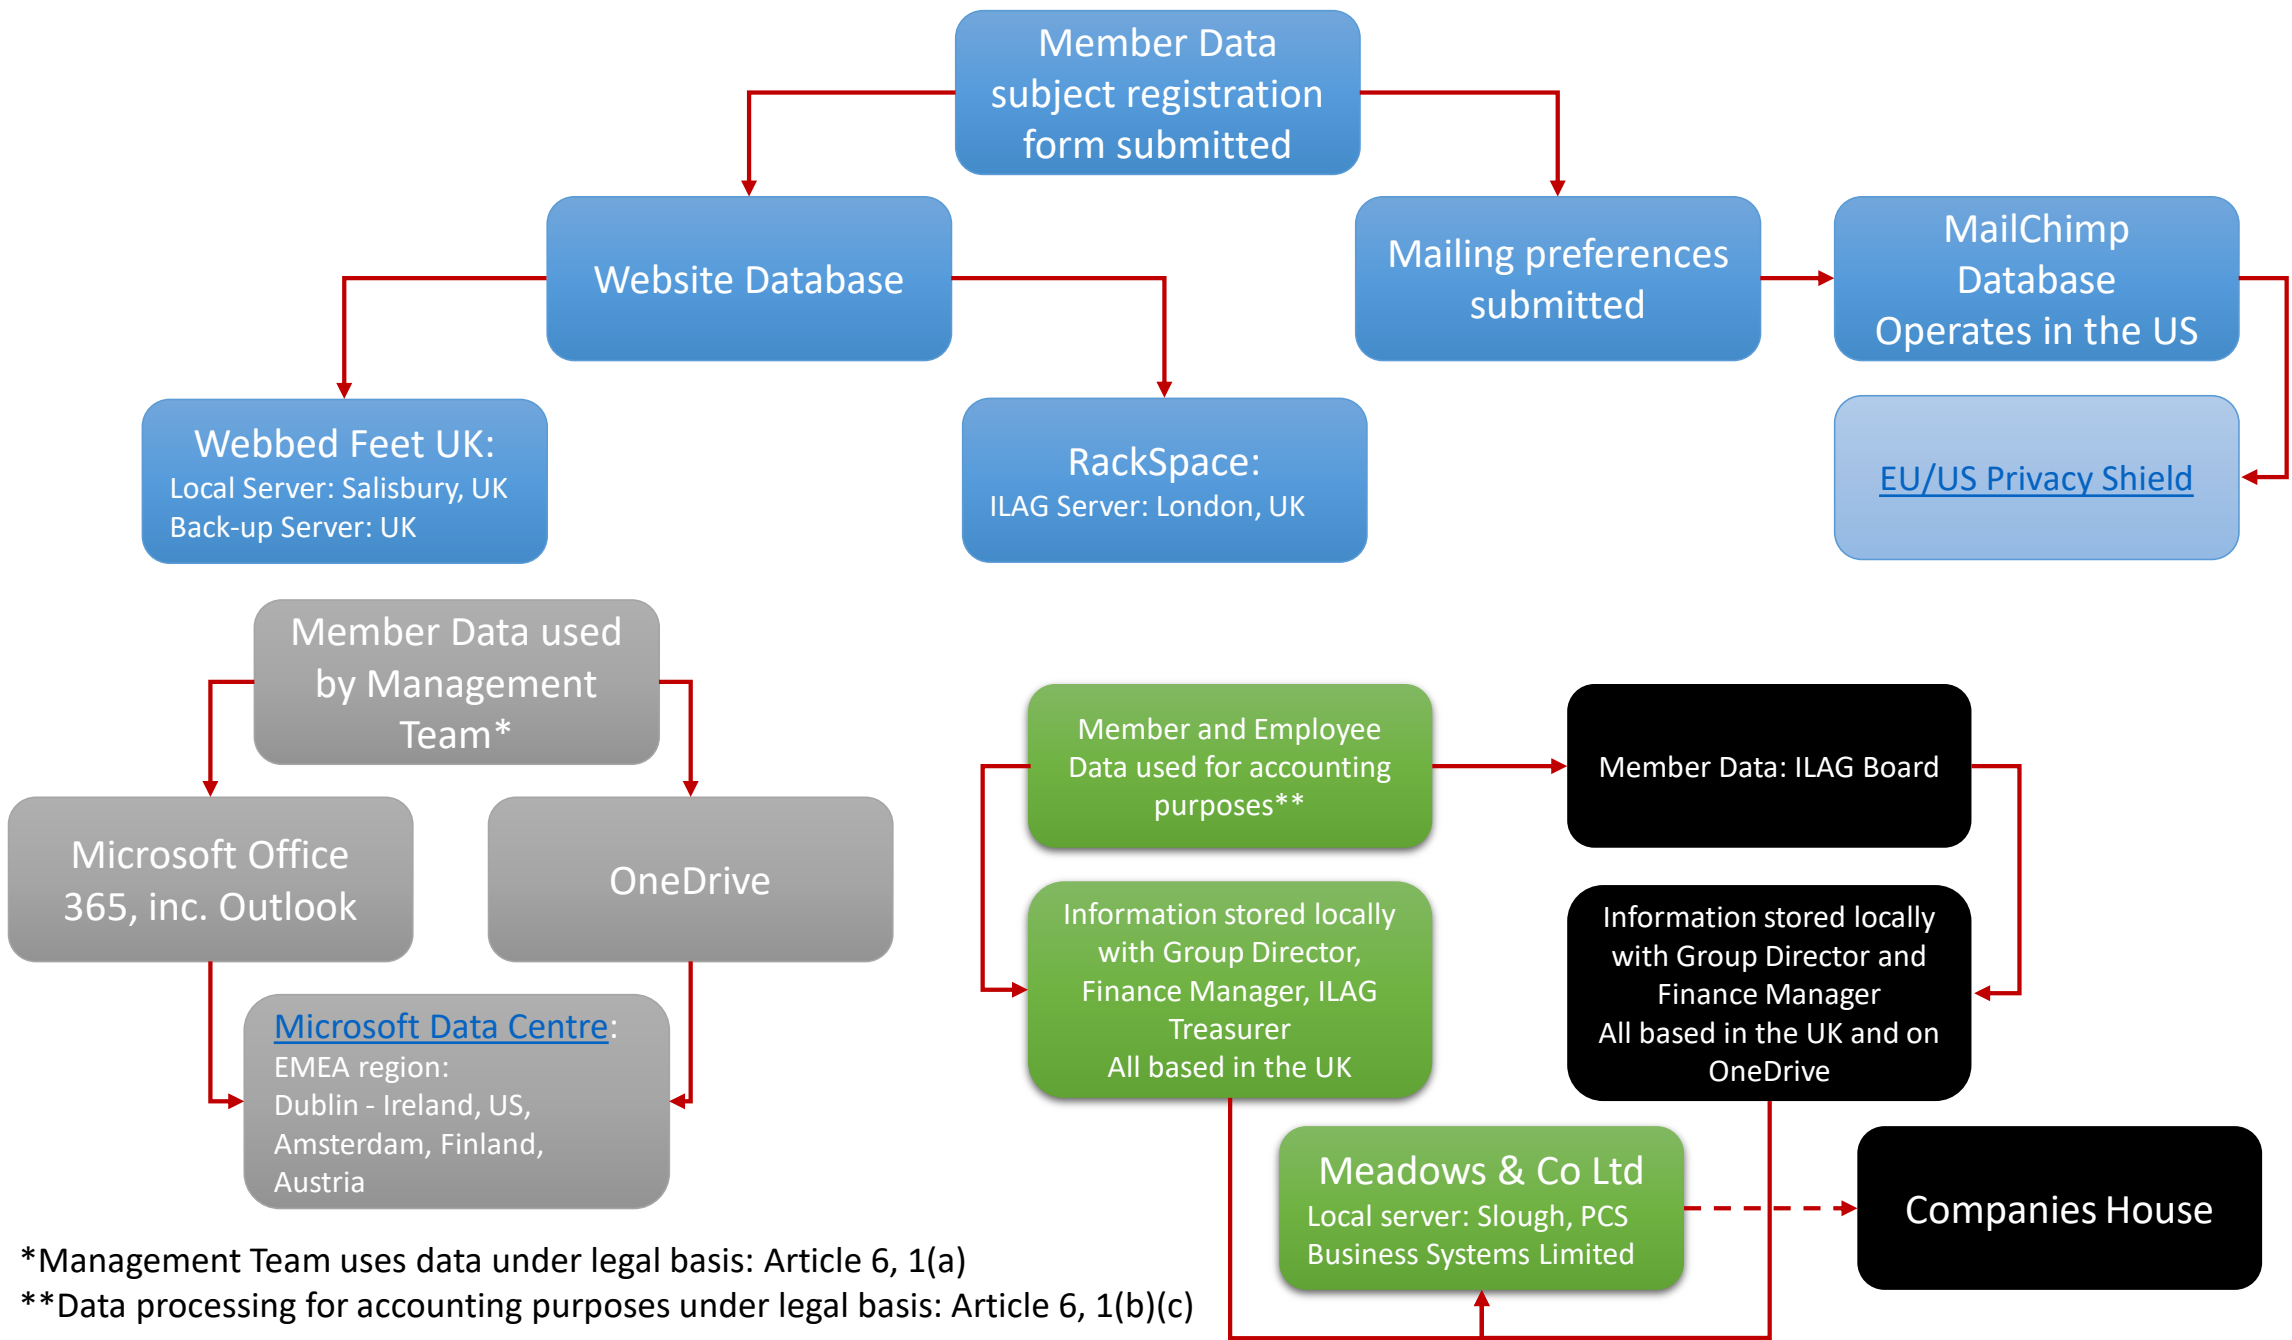 Member Data
subject registration
form submitted
Website Database
Mailing preferences
submitted
MailChimp
Database
Operates in the US
Webbed Feet UK:
Local Server: Salisbury, UK
Back-up Server: UK
RackSpace:
ILAG Server: London, UK
EU/US Privacy Shield
Member Data used
by Management
Team*
Microsoft Office
365, inc. Outlook
OneDrive
Microsoft Data Centre:
EMEA region:
Dublin - Ireland, US,
Amsterdam, Finland,
Austria
Member and Employee
Data used for accounting
purposes**
Member Data: ILAG Board
Information stored locally
with Group Director,
Finance Manager, ILAG
Treasurer
All based in the UK
Information stored locally
with Group Director and
Finance Manager
All based in the UK and on
OneDrive
Meadows & Co Ltd
Local server: Slough, PCS
Business Systems Limited
Companies House
*Management Team uses data under legal basis: Article 6, 1(a)
**Data processing for accounting purposes under legal basis: Article 6, 1(b)(c)